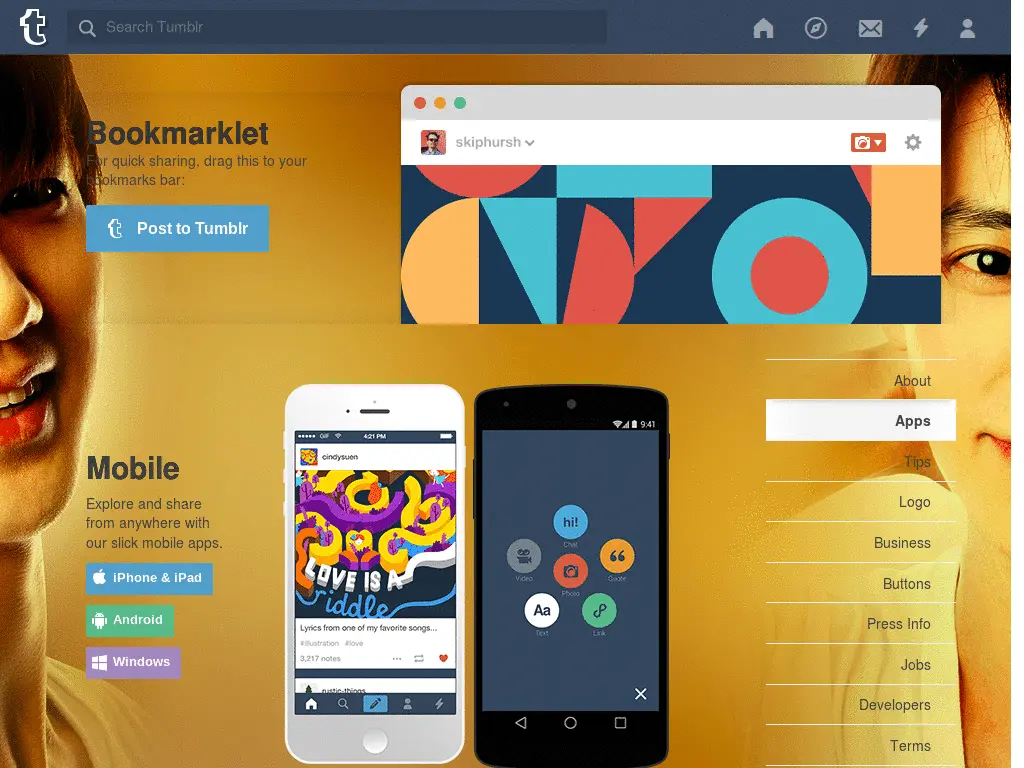 Search Tumblr
Bookmarklet
For quick sharing, drag this to your
bookmarks bar:
Post to Tumblr
skiphursh
Mobile
Explore and share
from anywhere with
our slick mobile apps.
iPhone & iPad
Android
Windows
GIF
4:21 PM
cindysuen
LOVE IS A
riddle
Lyrics from one of my favorite songs...
#illustration #love
3,217 notes
rustic-things
9:41
hi!
Chat
Video
Quote
Photo
Aa
Text
Link
About
Apps
Tips
Logo
Business
Buttons
Press Info
Jobs
Developers
Terms